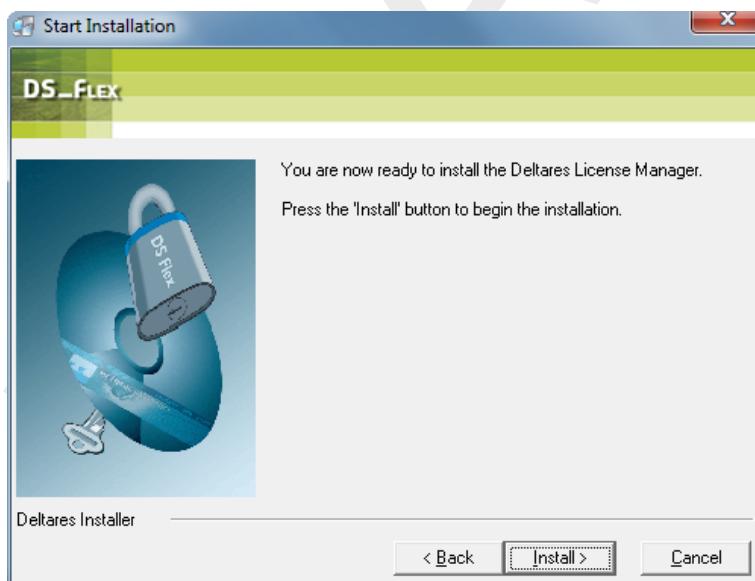 Start Installation
x
DS_FLEX
You are now ready to install the Deltares License Manager.
Press the 'Install' button to begin the installation.
DS Flex
Deltares Installer
< Back
Install >
Cancel